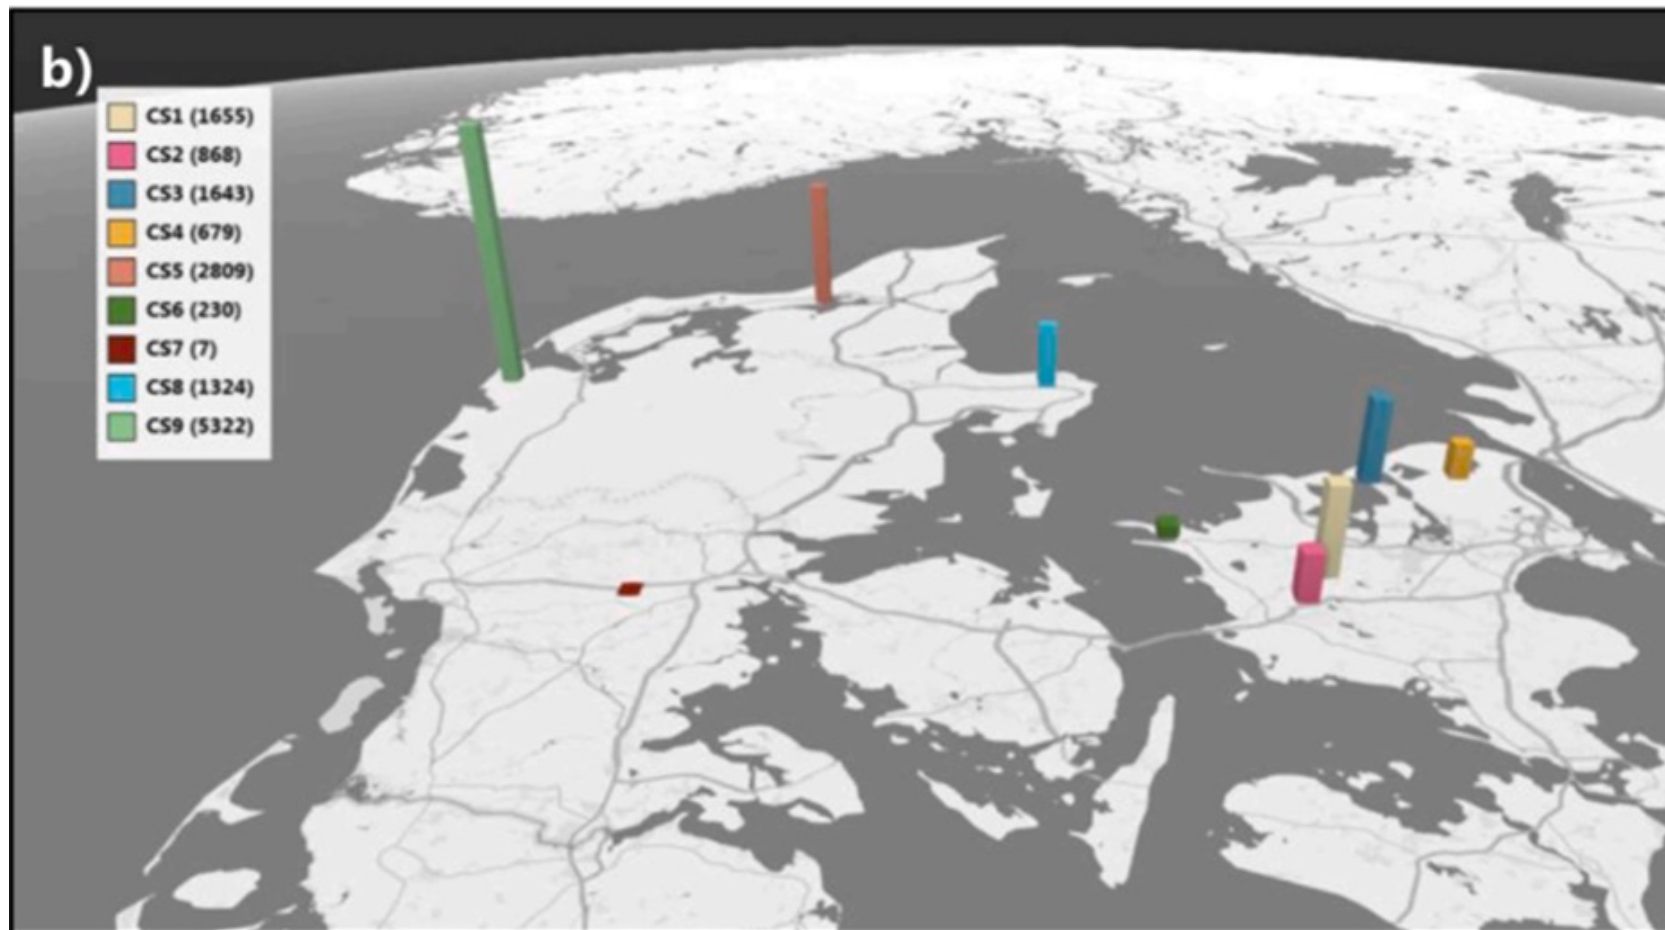 b)
CS1 (1655)
CS2 (868)
CS3 (1643)
CS4 (679)
CS5 (2809)
CS6 (230)
CS7 (7)
CS8 (1324)
CS9 (5322)